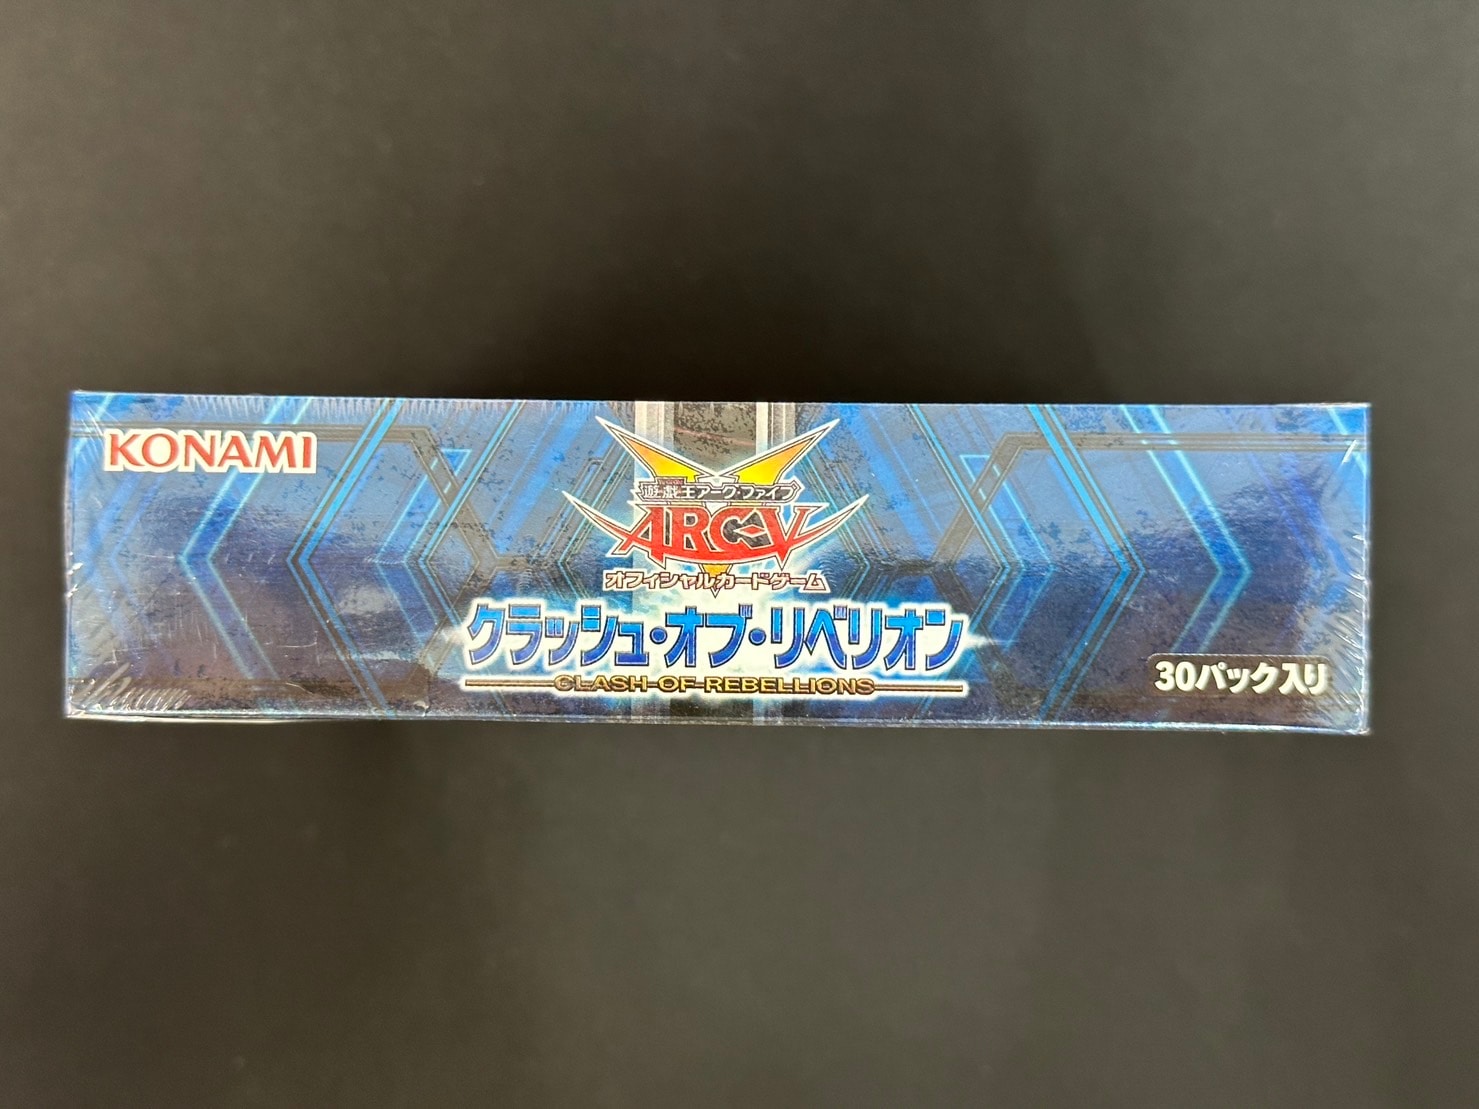 KONAMI
遊戯王アーク・ファイブ
ARC-V
オフィシャルカードゲーム
クラッシュ・オブ・リベリオン
CLASH OF REBELLIONS
30パック入り